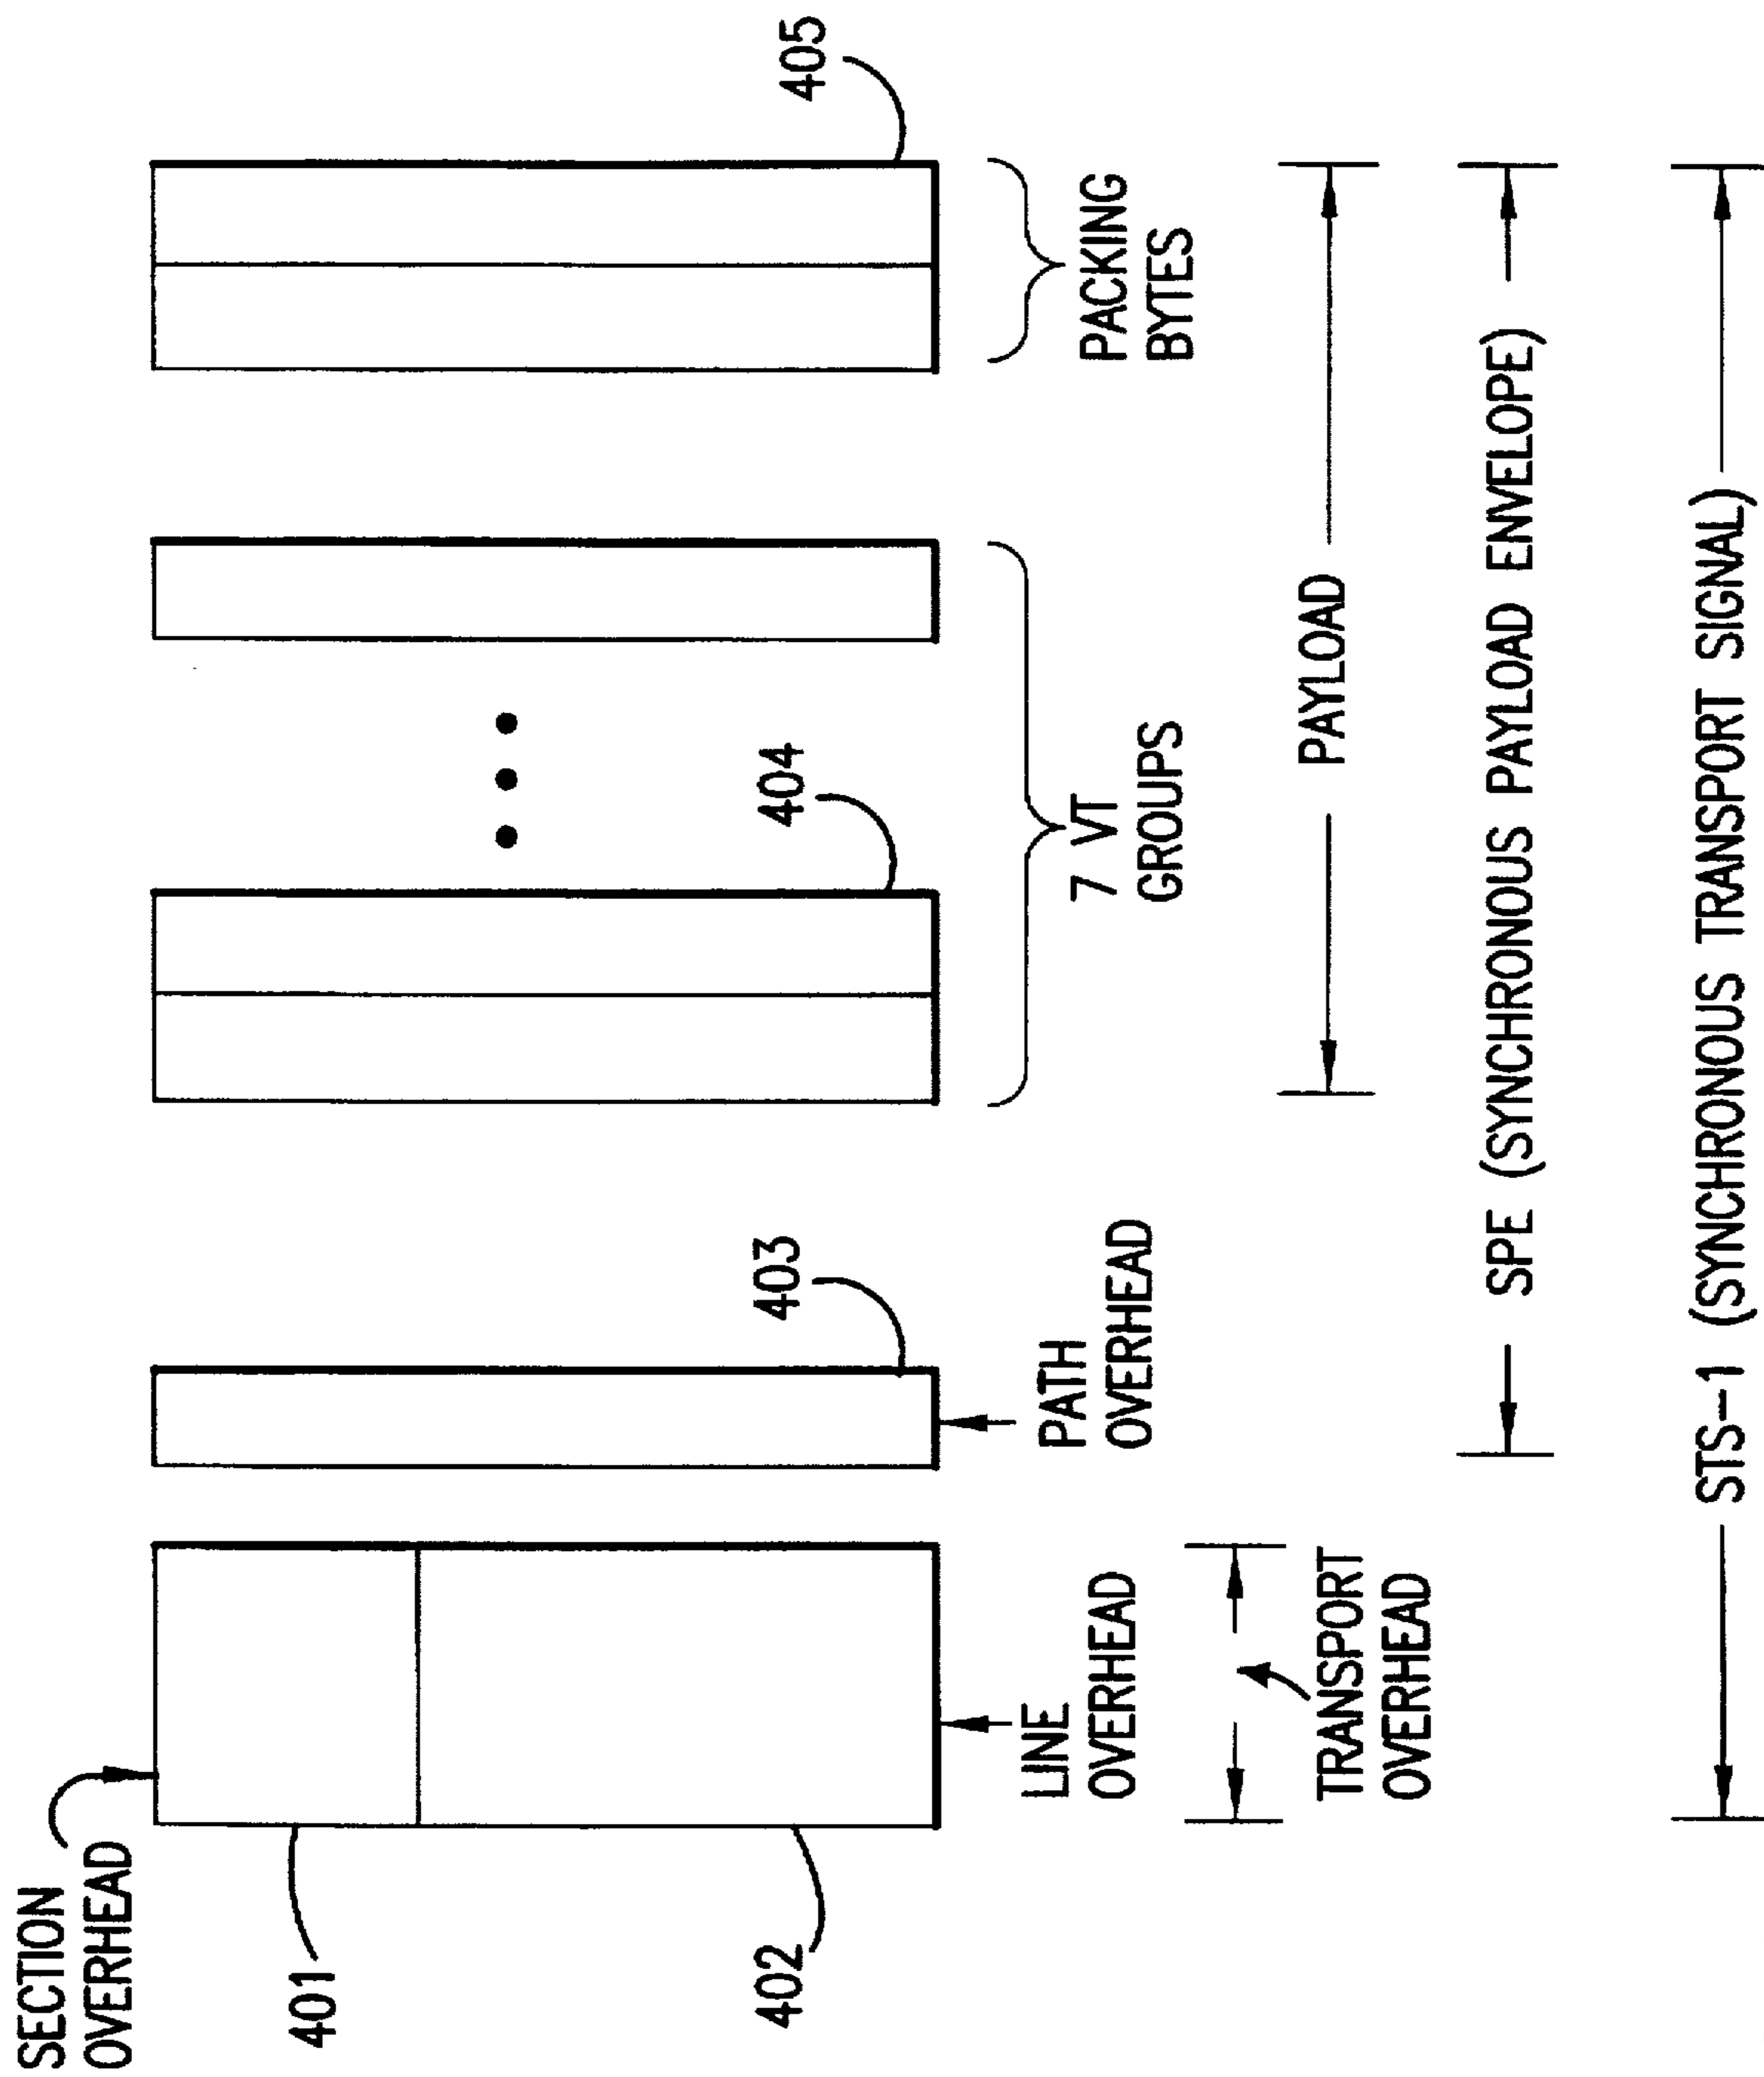 SECTION
OVERHEAD
401
402
LINE
OVERHEAD
TRANSPORT
OVERHEAD
403
PATH
OVERHEAD
404
7 VT
GROUPS
405
PACKING
BYTES
PAYLOAD
SPE (SYNCHRONOUS PAYLOAD ENVELOPE)
STS-1 (SYNCHRONOUS TRANSPORT SIGNAL)